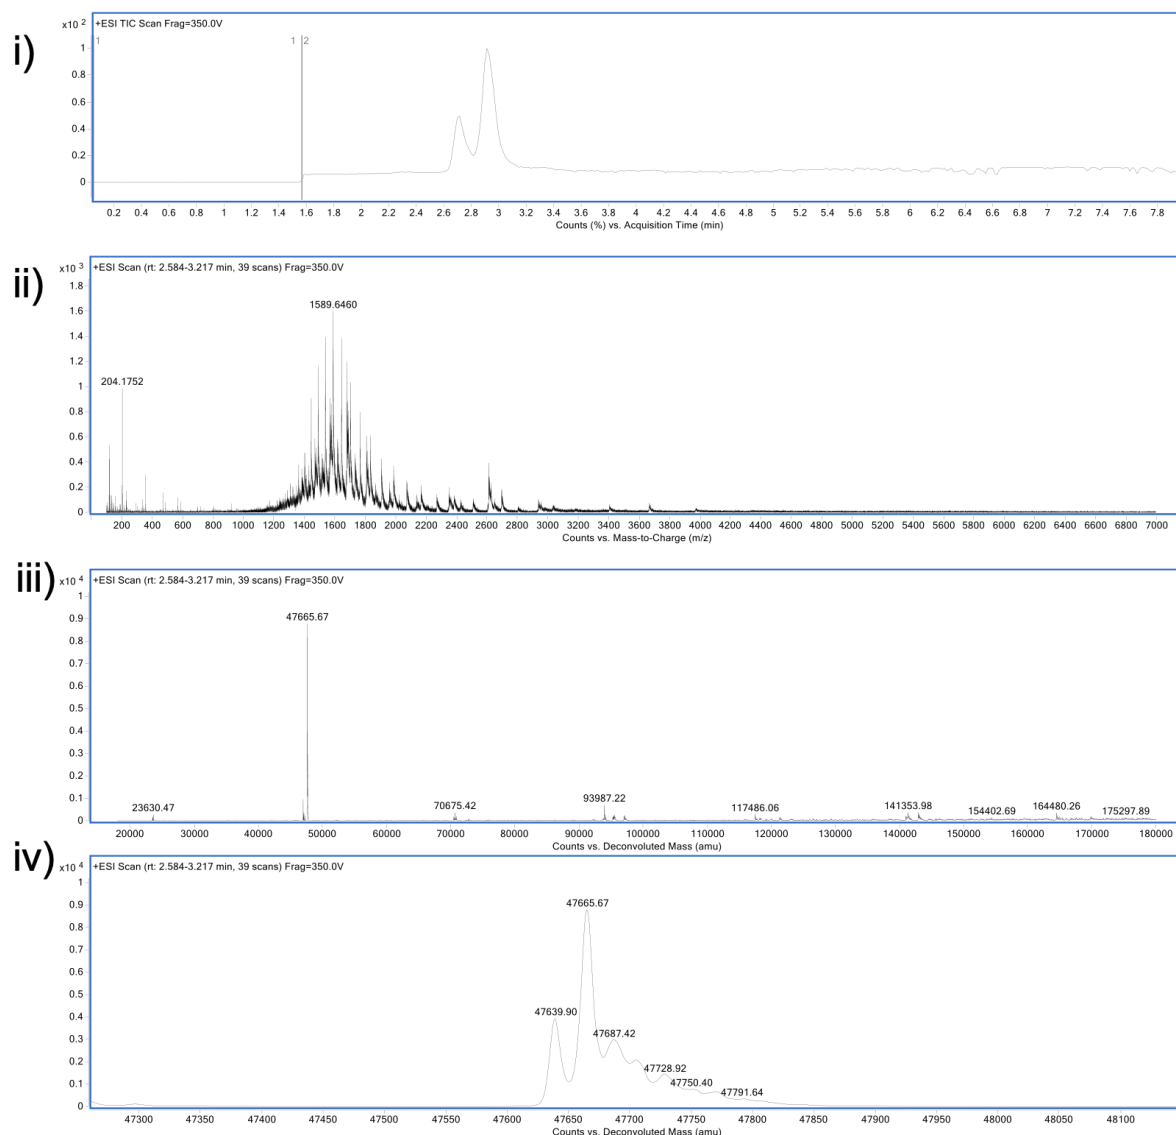 i)
x10 2
+ESI TIC Scan Frag=350.0V
1 1 2
1
0.8
0.6
0.4
0.2
0
0.2 0.4 0.6 0.8 1 1.2 1.4 1.6 1.8 2 2.2 2.4 2.6 2.8 3 3.2 3.4 3.6 3.8 4 4.2 4.4 4.6 4.8 5 5.2 5.4 5.6 5.8 6 6.2 6.4 6.6 6.8 7 7.2 7.4 7.6 7.8
Counts (%) vs. Acquisition Time (min)
ii)
x10 3
+ESI Scan (rt: 2.584-3.217 min, 39 scans) Frag=350.0V
1.8
1.6
1589.6460
1.4
1.2
204.1752
1
0.8
0.6
0.4
0.2
0
200 400 600 800 1000 1200 1400 1600 1800 2000 2200 2400 2600 2800 3000 3200 3400 3600 3800 4000 4200 4400 4600 4800 5000 5200 5400 5600 5800 6000 6200 6400 6600 6800 7000
Counts vs. Mass-to-Charge (m/z)
iii)
x10 4
+ESI Scan (rt: 2.584-3.217 min, 39 scans) Frag=350.0V
1
47665.67
0.9
0.8
0.7
0.6
0.5
0.4
0.3
0.2
0.1
23630.47 70675.42 93987.22 117486.06 141353.98 154402.69 164480.26 175297.89
0
20000 30000 40000 50000 60000 70000 80000 90000 100000 110000 120000 130000 140000 150000 160000 170000 180000
Counts vs. Deconvoluted Mass (amu)
iv)
x10 4
+ESI Scan (rt: 2.584-3.217 min, 39 scans) Frag=350.0V
1
47665.67
0.9
0.8
0.7
0.6
0.5
47639.90
0.4
47687.42
0.3
0.2
47728.92
47750.40
0.1
47791.64
0
47300 47350 47400 47450 47500 47550 47600 47650 47700 47750 47800 47850 47900 47950 48000 48050 48100
Counts vs. Deconvoluted Mass (amu)